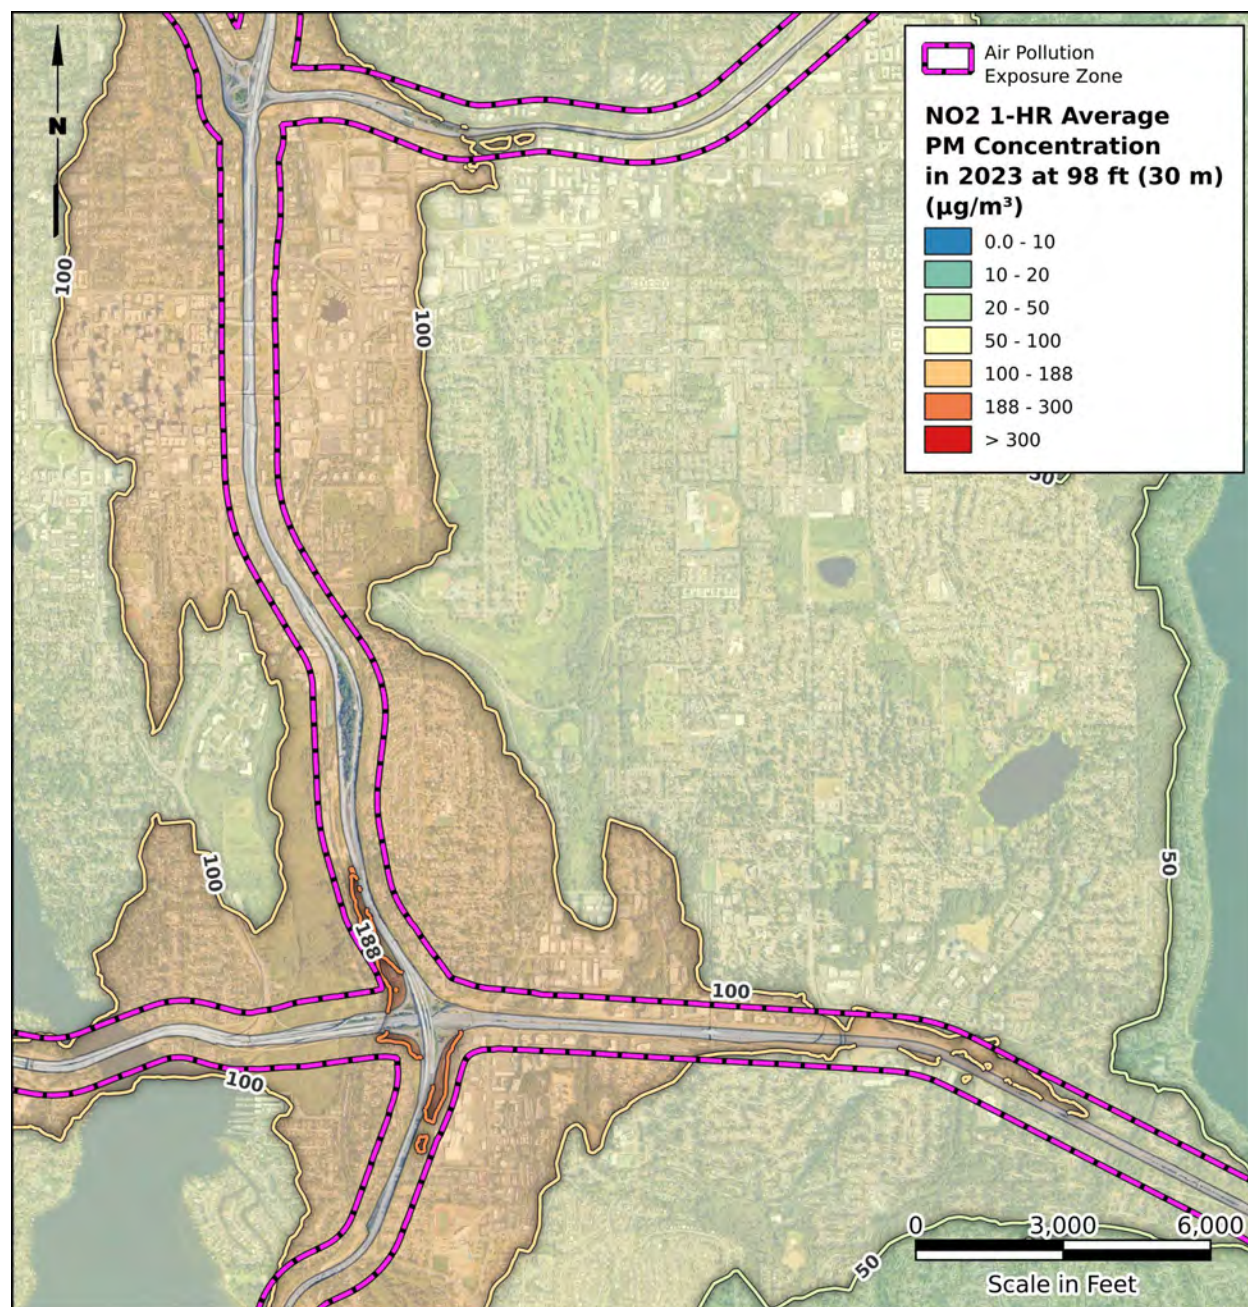 Air Pollution
Exposure Zone
NO2 1-HR Average
PM Concentration
in 2023 at 98 ft (30 m)
(µg/m³)
0.0 - 10
10 - 20
20 - 50
50 - 100
100 - 188
188 - 300
> 300
N
100
100
50
100
50
188
100
100
50
0 3,000 6,000
Scale in Feet